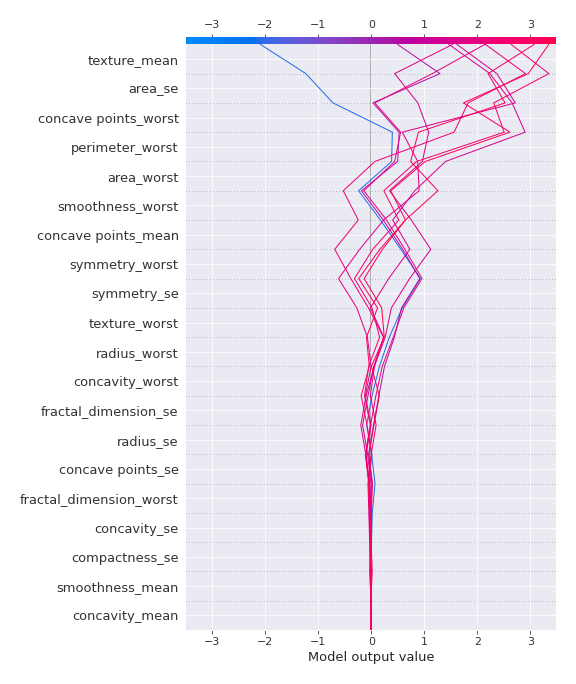 −3 −2 −1 0 1 2 3
texture_mean
area_se
concave points_worst
perimeter_worst
area_worst
smoothness_worst
concave points_mean
symmetry_worst
symmetry_se
texture_worst
radius_worst
concavity_worst
fractal_dimension_se
radius_se
concave points_se
fractal_dimension_worst
concavity_se
compactness_se
smoothness_mean
concavity_mean
−3 −2 −1 0 1 2 3
Model output value